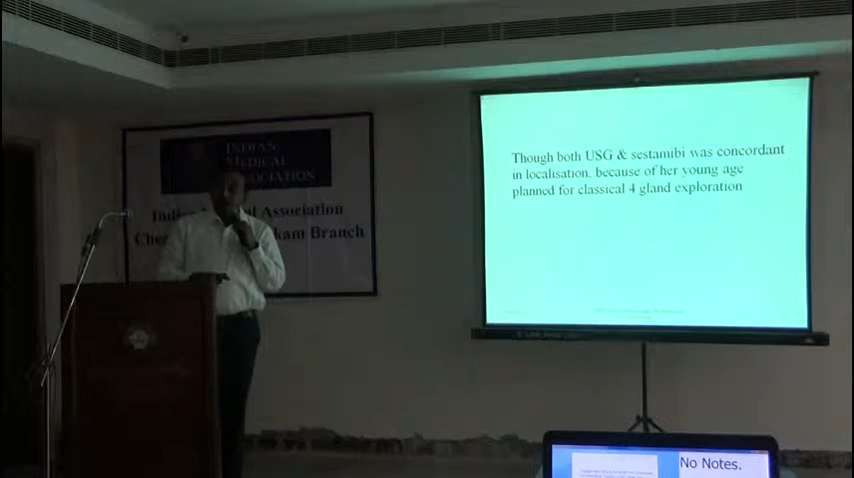 INDIAN
MEDICAL
ASSOCIATION
Association
Branch
Though both USG & sestamibi was concordant
in localisation, because of her young age
planned for classical 4 gland exploration
No Notes.